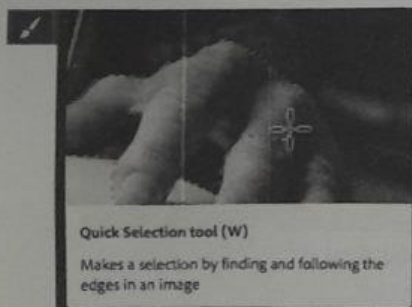 Quick Selection tool (W)
Makes a selection by finding and following the
edges in an image